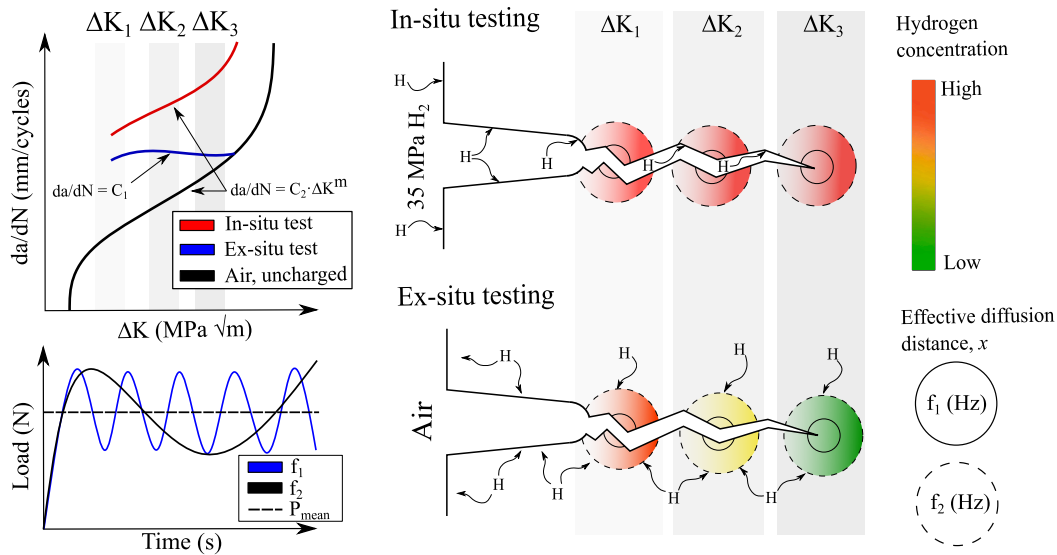 ΔK₁ ΔK₂ ΔK₃
da/dN (mm/cycles)
da/dN = C₁
da/dN = C₂·ΔKᵐ
In-situ test
Ex-situ test
Air, uncharged
ΔK (MPa √m)
Load (N)
f₁
f₂
Pmean
Time (s)
In-situ testing
ΔK₁ ΔK₂ ΔK₃
H
35 MPa H₂
H
H
H
H
H
Ex-situ testing
Air
H
H
H
H
H
H
H
H
H
H
H
Hydrogen
concentration
High
Low
Effective diffusion
distance, x
f₁ (Hz)
f₂ (Hz)